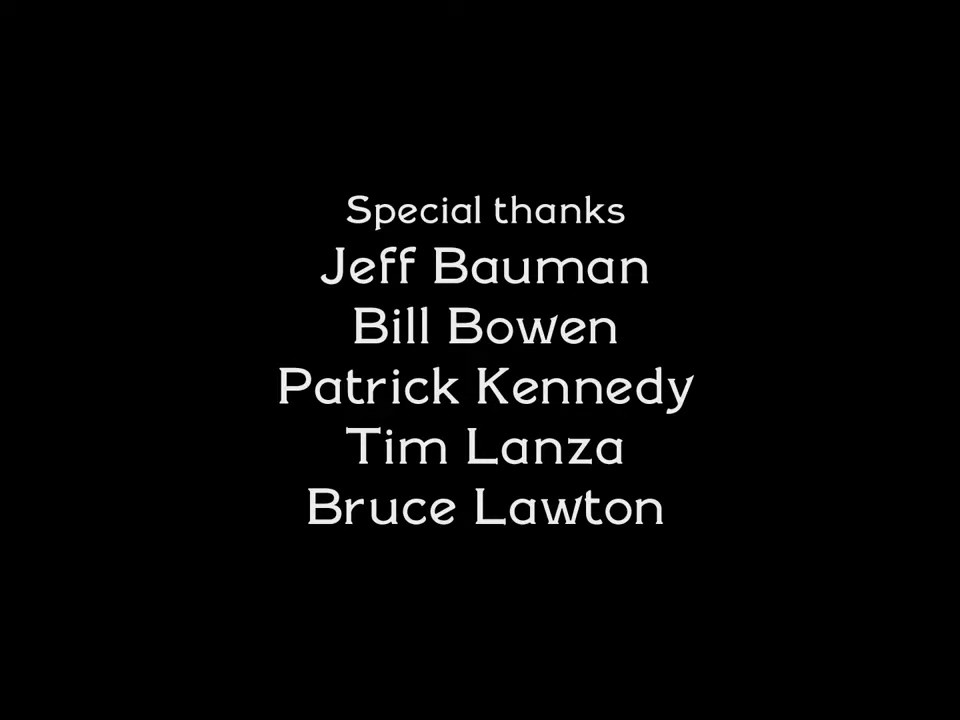 Special thanks
Jeff Bauman
Bill Bowen
Patrick Kennedy
Tim Lanza
Bruce Lawton